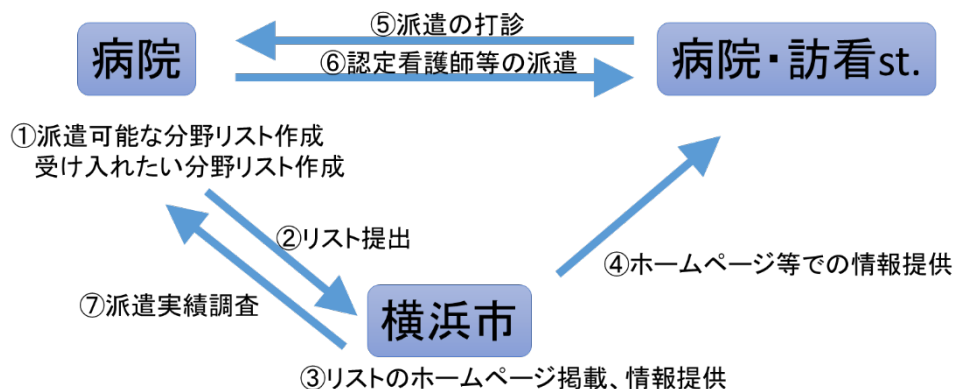 ⑤派遣の打診
病院
病院・訪看st.
⑥認定看護師等の派遣
①派遣可能な分野リスト作成
受け入れたい分野リスト作成
②リスト提出
④ホームページ等での情報提供
⑦派遣実績調査
横浜市
③リストのホームページ掲載、情報提供